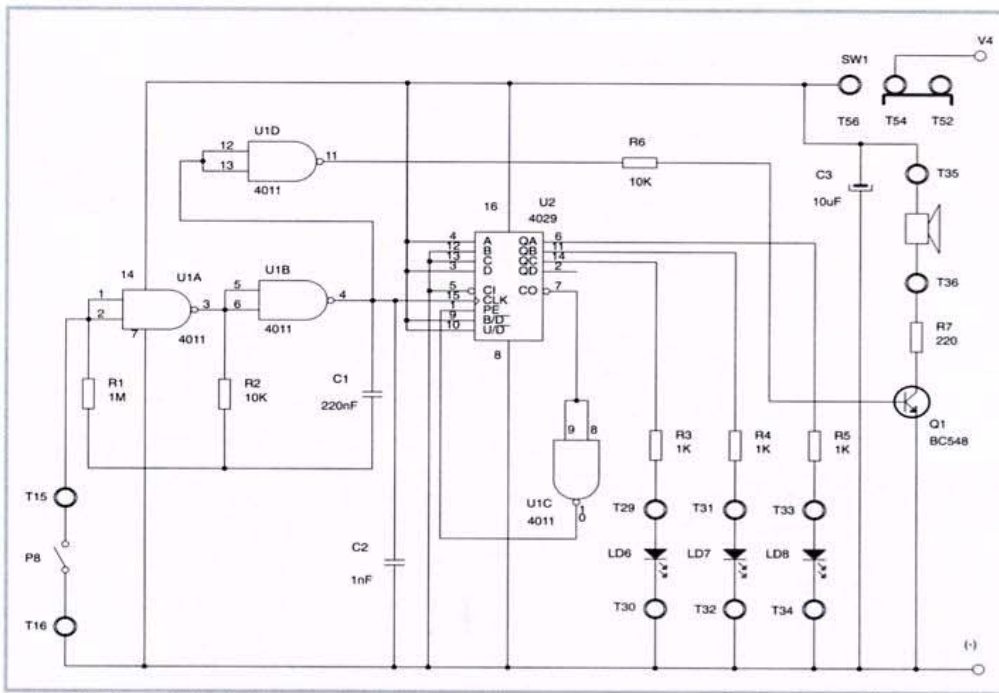 V4
SW1
T56 T54 T52
U1D
12
13
11
4011
R6
10K
C3
10uF
T35
T36
R7
220
Q1
BC548
U2
4029
16
4 A QA 6
12 B QB 11
13 C QC 14
3 D QD 2
5 CI CO 7
15 CLK
1 PE
9 B/D
10 U/D
8
14
U1A
1
2
3
7
4011
U1B
5
6
4
4011
R1
1M
R2
10K
C1
220nF
C2
1nF
9 8
U1C
4011
10
R3
1K
R4
1K
R5
1K
T29 T31 T33
LD6 LD7 LD8
T30 T32 T34
T15
P8
T16
(-)